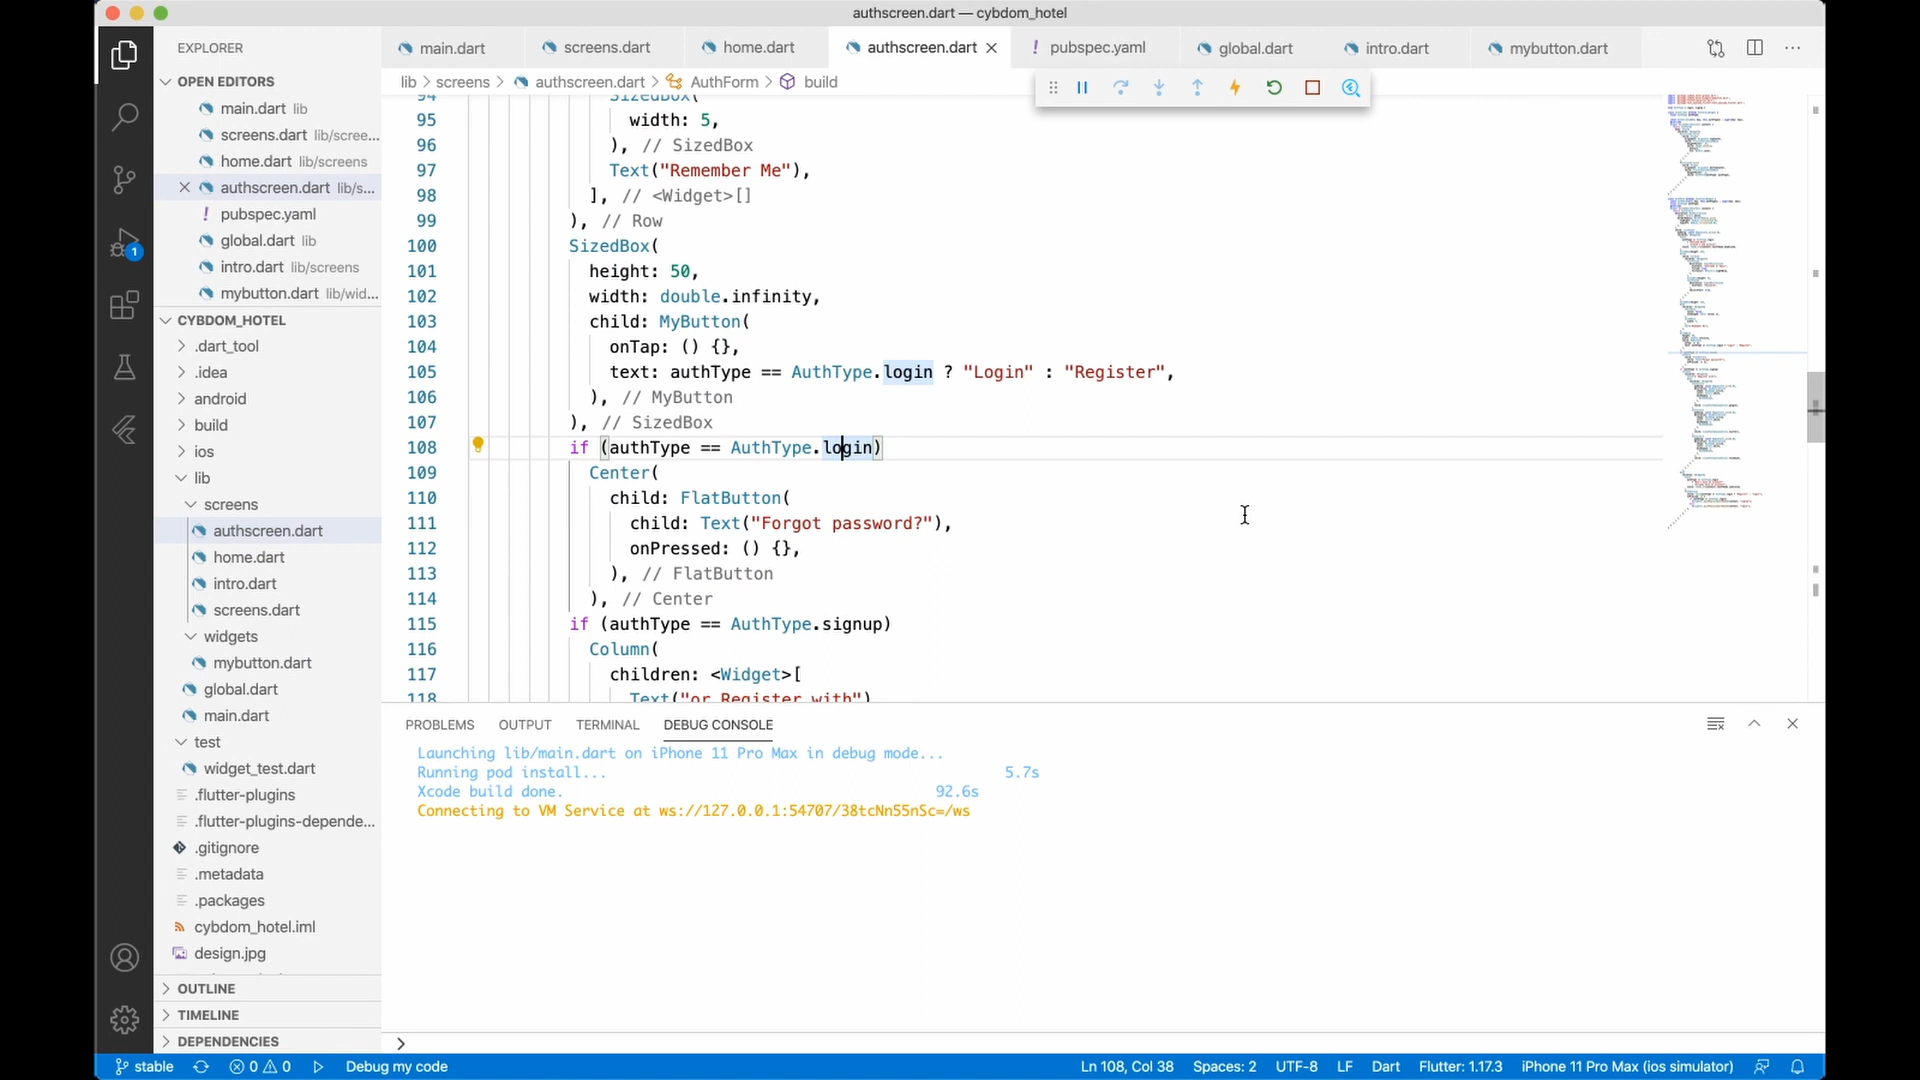 authscreen.dart — cybdom_hotel
EXPLORER
main.dart
screens.dart
home.dart
authscreen.dart
! pubspec.yaml
global.dart
intro.dart
mybutton.dart
lib > screens > authscreen.dart > AuthForm > build
OPEN EDITORS
main.dart lib
screens.dart lib/scree...
home.dart lib/screens
authscreen.dart lib/s...
! pubspec.yaml
global.dart lib
intro.dart lib/screens
mybutton.dart lib/wid...
CYBDOM_HOTEL
.dart_tool
.idea
android
build
ios
lib
screens
authscreen.dart
home.dart
intro.dart
screens.dart
widgets
mybutton.dart
global.dart
main.dart
test
widget_test.dart
.flutter-plugins
.flutter-plugins-depende...
.gitignore
.metadata
.packages
cybdom_hotel.iml
design.jpg
OUTLINE
TIMELINE
DEPENDENCIES
1
94 SizedBox(
95 width: 5,
96 ), // SizedBox
97 Text("Remember Me"),
98 ], // <Widget>[]
99 ), // Row
100 SizedBox(
101 height: 50,
102 width: double.infinity,
103 child: MyButton(
104 onTap: () {},
105 text: authType == AuthType.login ? "Login" : "Register",
106 ), // MyButton
107 ), // SizedBox
108 if (authType == AuthType.login)
109 Center(
110 child: FlatButton(
111 child: Text("Forgot password?"),
112 onPressed: () {},
113 ), // FlatButton
114 ), // Center
115 if (authType == AuthType.signup)
116 Column(
117 children: <Widget>[
118 Text("or Register with")
PROBLEMS OUTPUT TERMINAL DEBUG CONSOLE
Launching lib/main.dart on iPhone 11 Pro Max in debug mode...
Running pod install... 5.7s
Xcode build done. 92.6s
Connecting to VM Service at ws://127.0.0.1:54707/38tcNn55nSc=/ws
>
stable 0 0 Debug my code Ln 108, Col 38 Spaces: 2 UTF-8 LF Dart Flutter: 1.17.3 iPhone 11 Pro Max (ios simulator)